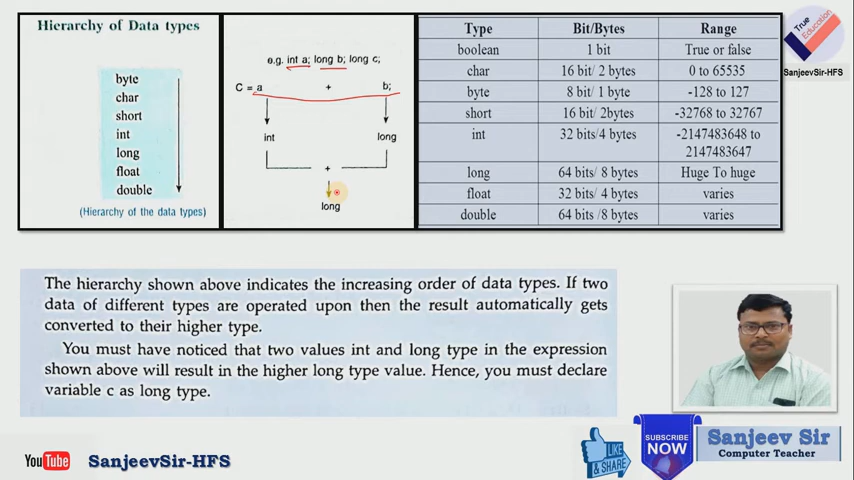 Hierarchy of Data types
byte
char
short
int
long
float
double
(Hierarchy of the data types)
e.g. int a; long b; long c;
C = a + b;
int long
+
long
Type Bit/Bytes Range
boolean 1 bit True or false
char 16 bit/ 2 bytes 0 to 65535
byte 8 bit/ 1 byte -128 to 127
short 16 bit/ 2bytes -32768 to 32767
int 32 bits/4 bytes -2147483648 to
2147483647
long 64 bits/ 8 bytes Huge To huge
float 32 bits/ 4 bytes varies
double 64 bits /8 bytes varies
True
Education
SanjeevSir-HFS
The hierarchy shown above indicates the increasing order of data types. If two
data of different types are operated upon then the result automatically gets
converted to their higher type.
You must have noticed that two values int and long type in the expression
shown above will result in the higher long type value. Hence, you must declare
variable c as long type.
YouTube SanjeevSir-HFS
LIKE
& SHARE
SUBSCRIBE
NOW
Sanjeev Sir
Computer Teacher